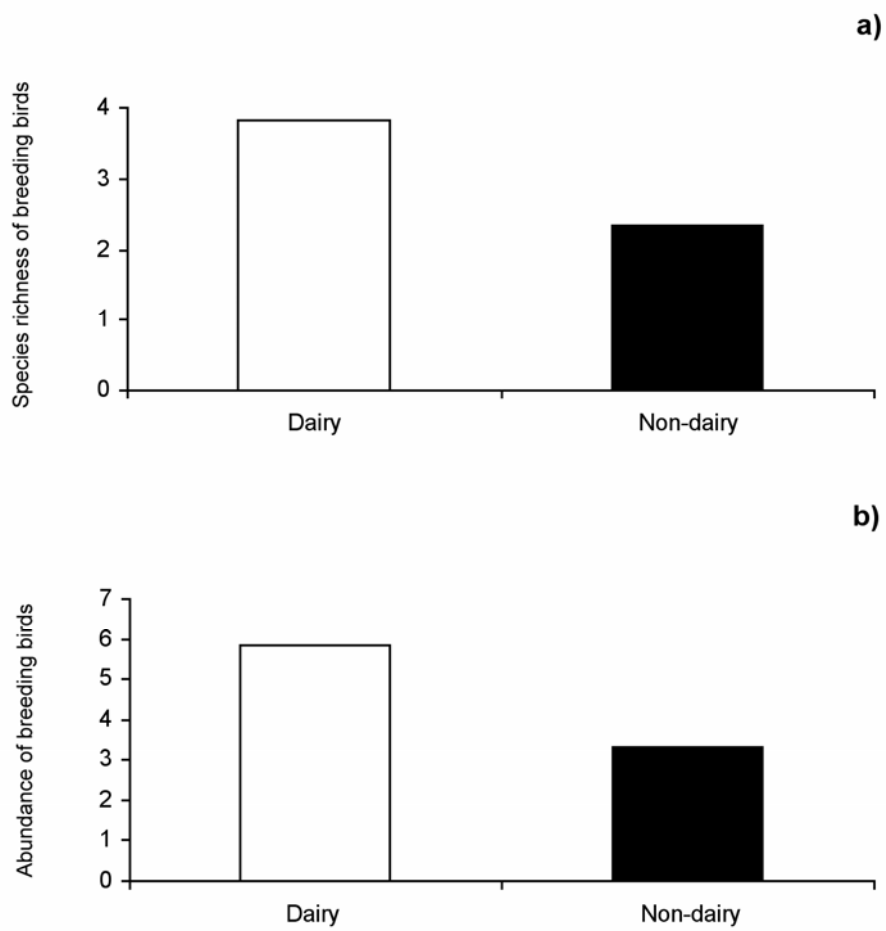 a)
Species richness of breeding birds
4
3
2
1
0
Dairy Non-dairy
b)
Abundance of breeding birds
7
6
5
4
3
2
1
0
Dairy Non-dairy